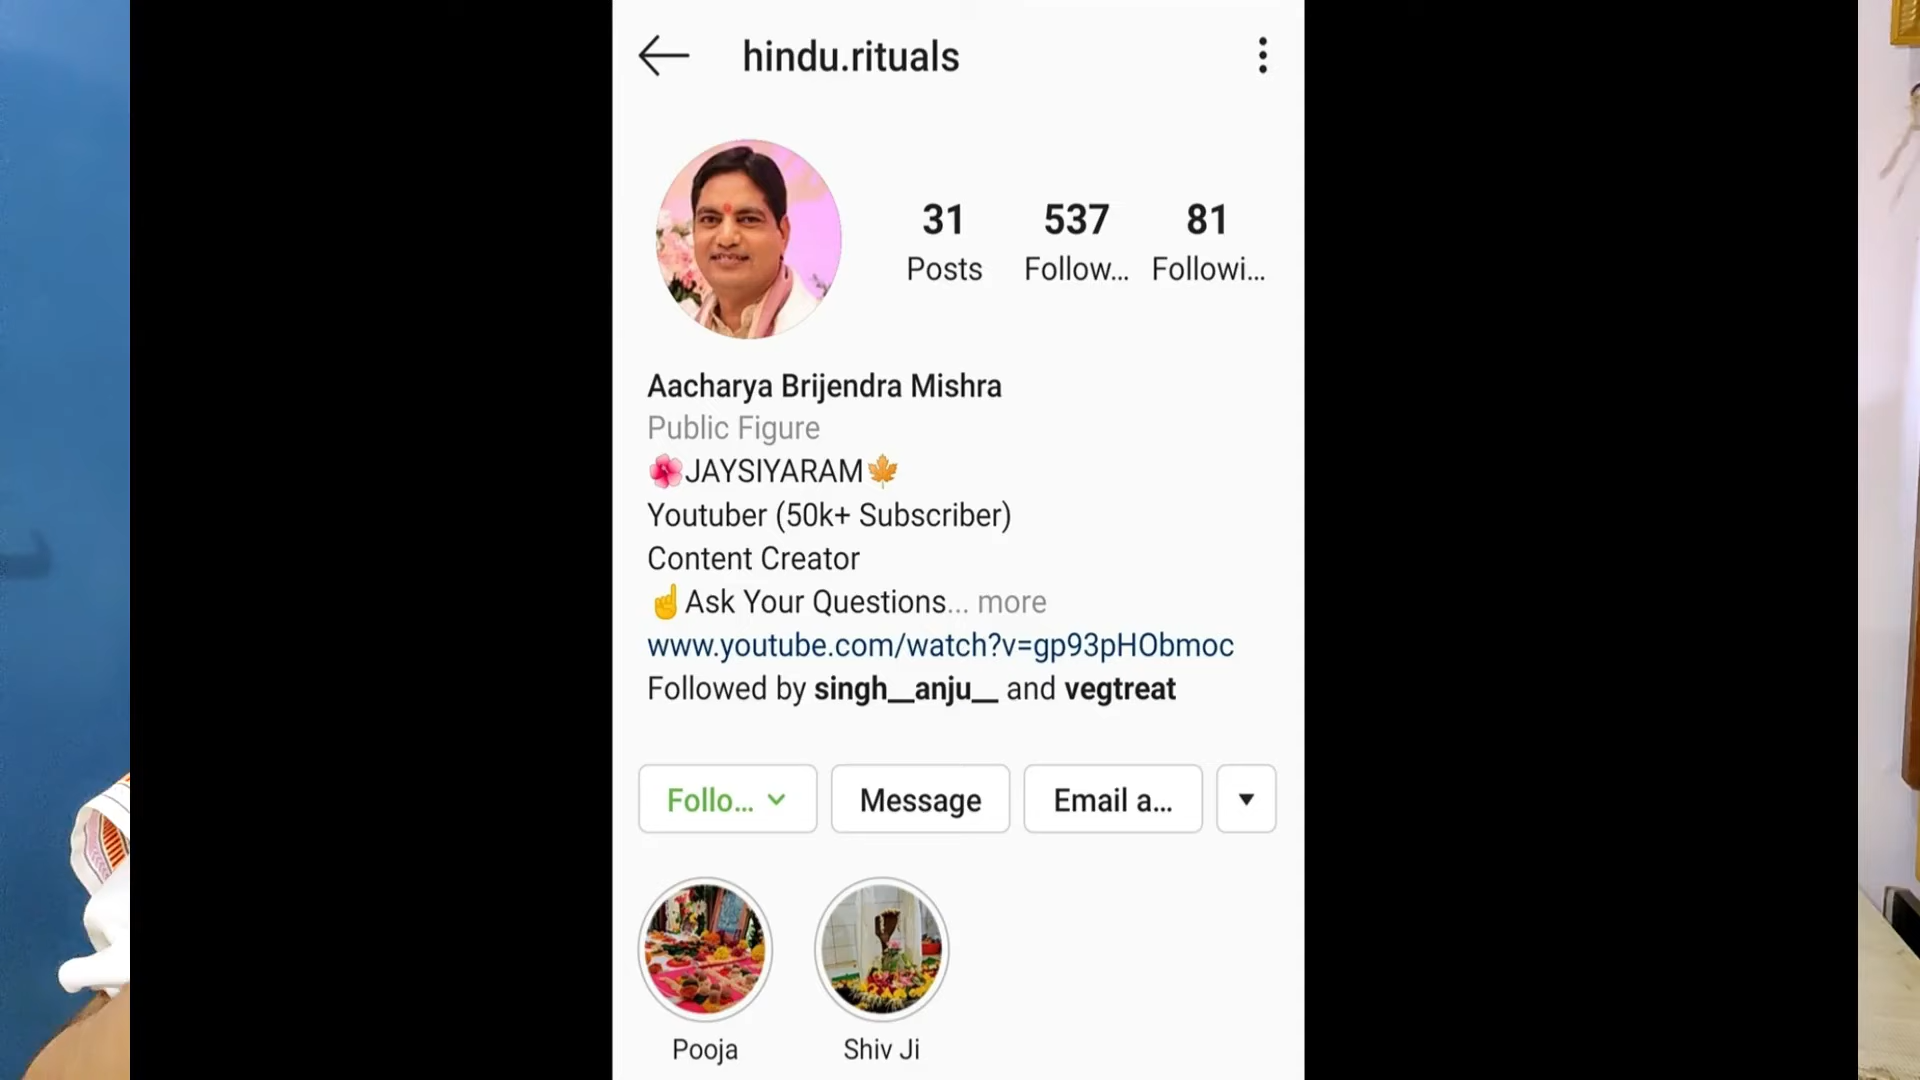 hindu.rituals
31 537 81
Posts Follow... Followi...
Aacharya Brijendra Mishra
Public Figure
🌺JAYSIYARAM🍁
Youtuber (50k+ Subscriber)
Content Creator
☝Ask Your Questions... more
www.youtube.com/watch?v=gp93pHObmoc
Followed by singh__anju__ and vegtreat
Follo... Message Email a...
Pooja Shiv Ji